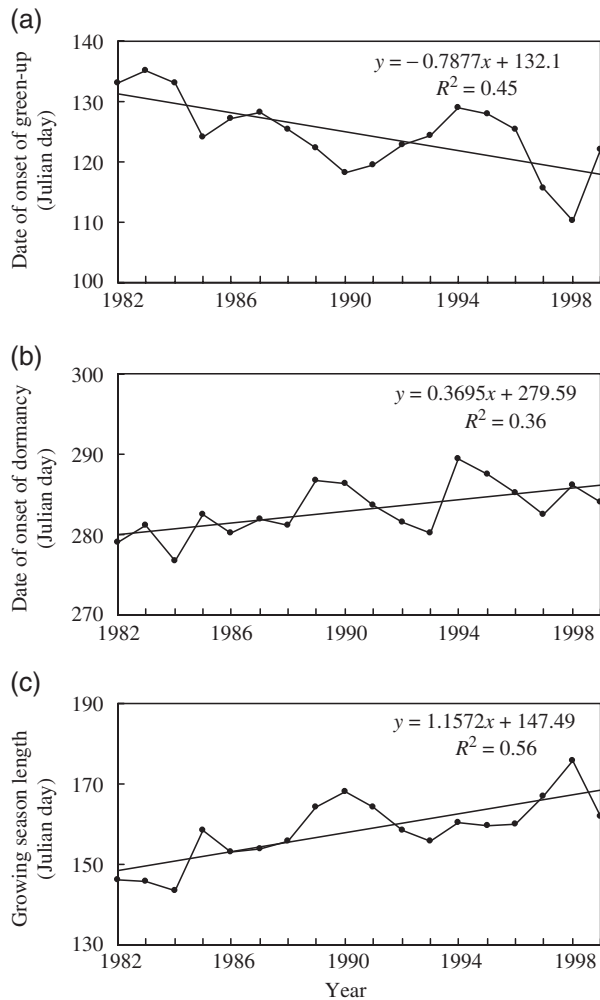 (a)
Date of onset of green-up
(Julian day)
140
130
120
110
100
y = − 0.7877x + 132.1
R² = 0.45
1982 1986 1990 1994 1998
(b)
Date of onset of dormancy
(Julian day)
300
290
280
270
y = 0.3695x + 279.59
R² = 0.36
1982 1986 1990 1994 1998
(c)
Growing season length
(Julian day)
190
170
150
130
y = 1.1572x + 147.49
R² = 0.56
1982 1986 1990 1994 1998
Year